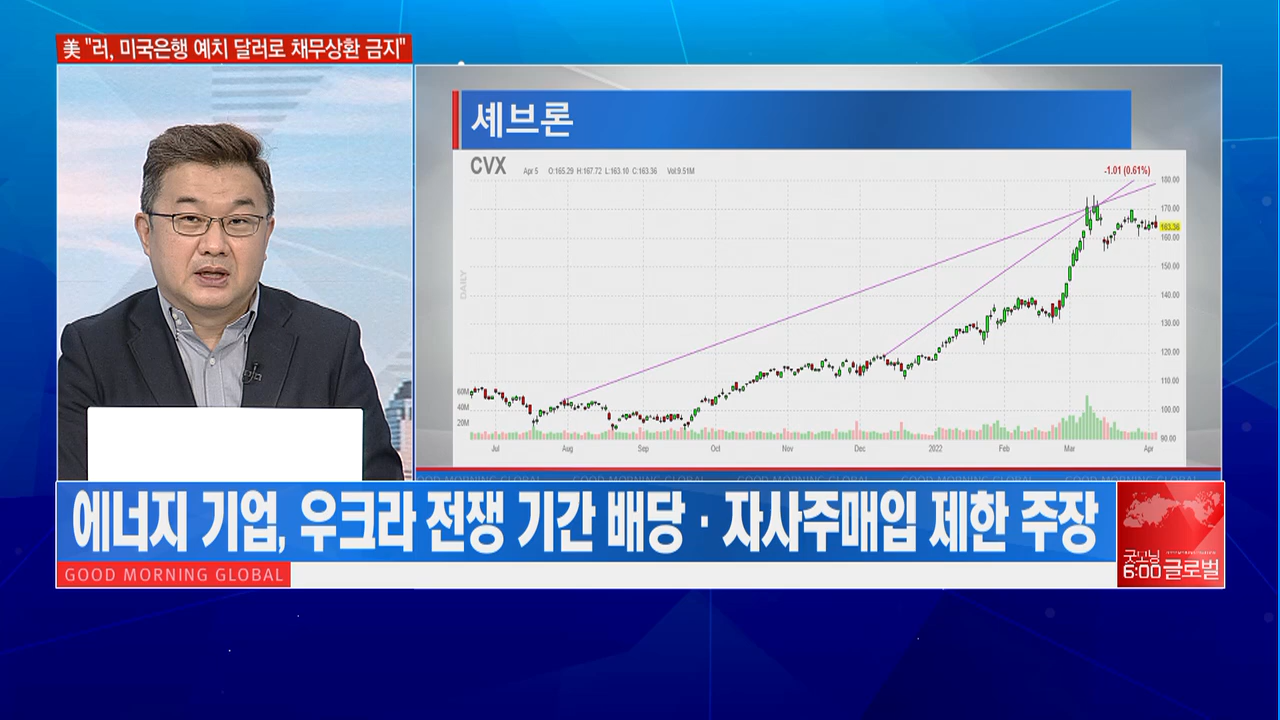 美 "러, 미국은행 예치 달러로 채무상환 금지"
셰브론
CVX Apr 5 O:165.29 H:167.72 L:163.10 C:163.36 Vol:9.51M
-1.01 (0.61%)
180.00
170.00
163.36
160.00
150.00
140.00
130.00
120.00
110.00
100.00
90.00
DAILY
60M
40M
20M
Jul Aug Sep Oct Nov Dec 2022 Feb Mar Apr
에너지 기업, 우크라 전쟁 기간 배당·자사주매입 제한 주장
GOOD MORNING GLOBAL
굿모닝
6:00 글로벌